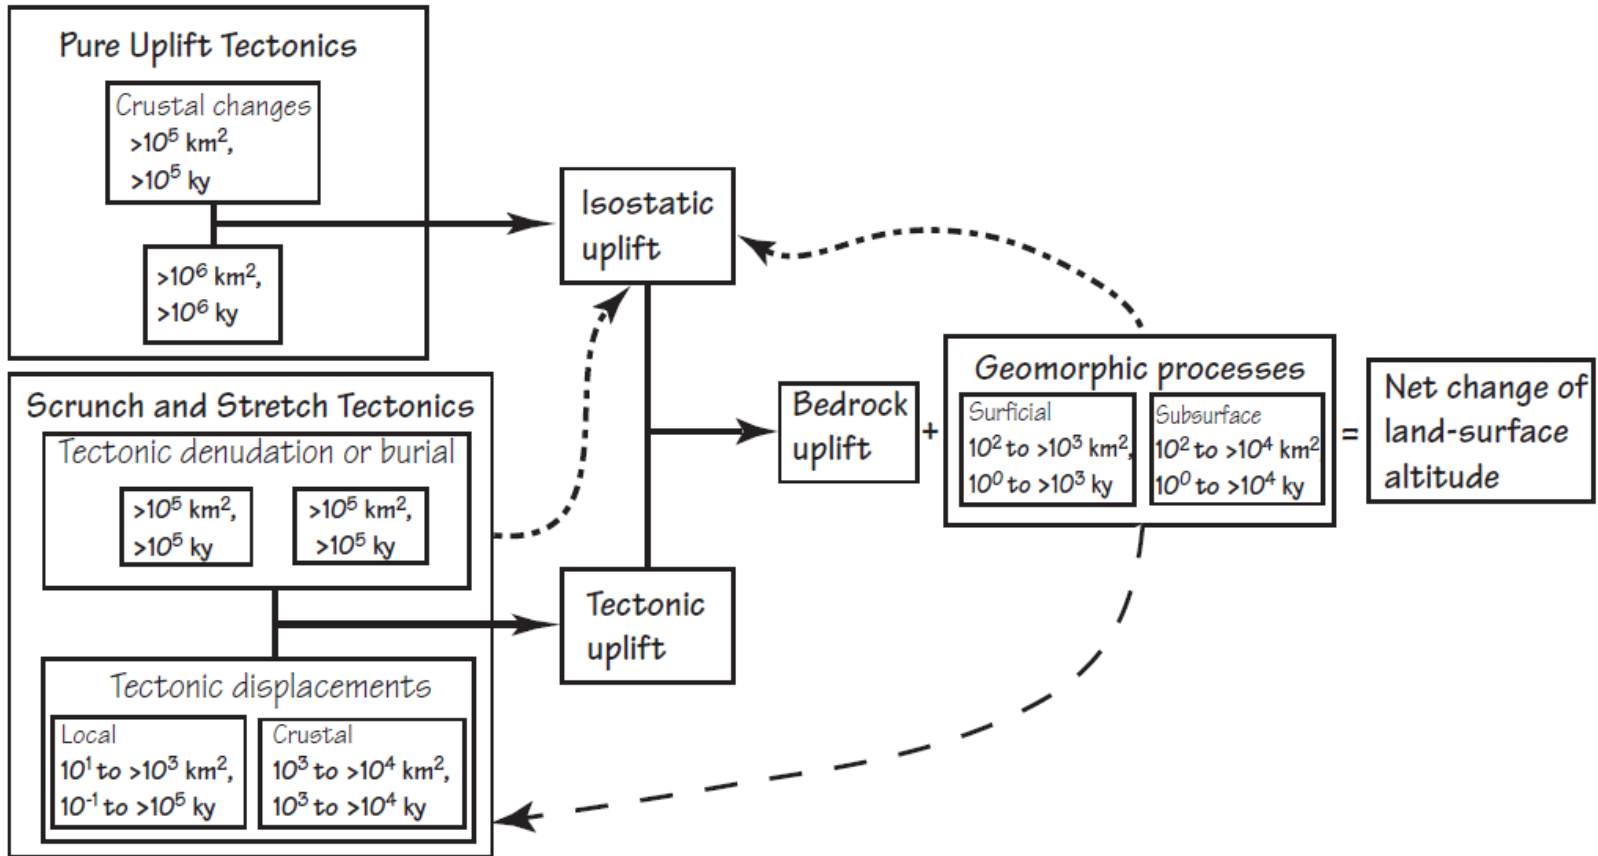 Pure Uplift Tectonics
Crustal changes
>10⁵ km²,
>10⁵ ky
>10⁶ km²,
>10⁶ ky
Scrunch and Stretch Tectonics
Tectonic denudation or burial
>10⁵ km²,
>10⁵ ky
>10⁵ km²,
>10⁵ ky
Tectonic displacements
Local
10¹ to >10³ km²,
10⁻¹ to >10⁵ ky
Crustal
10³ to >10⁴ km²,
10³ to >10⁴ ky
Isostatic
uplift
Tectonic
uplift
Bedrock
uplift
+
Geomorphic processes
Surficial
10² to >10³ km²,
10⁰ to >10³ ky
Subsurface
10² to >10⁴ km²,
10⁰ to >10⁴ ky
=
Net change of
land-surface
altitude